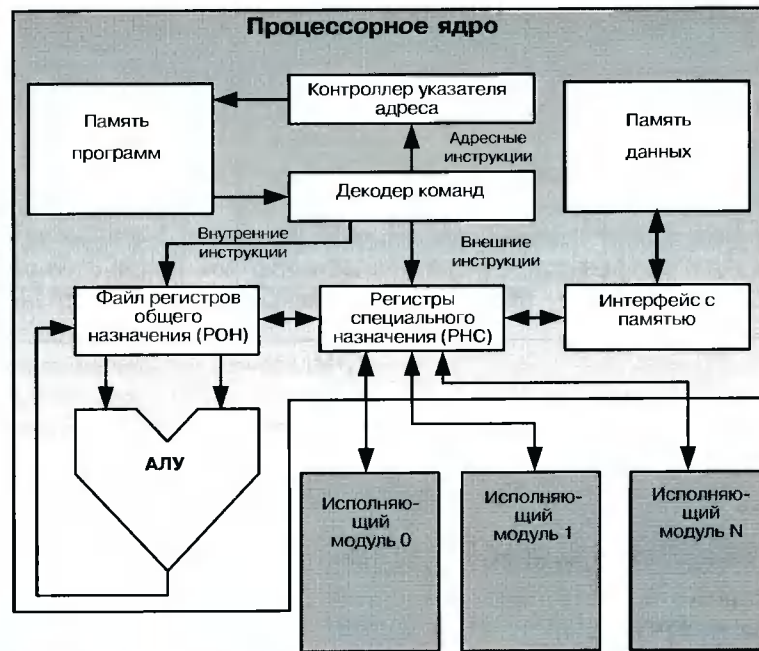 Процессорное ядро
Контроллер указателя
адреса
Память
программ
Память
данных
Адресные
инструкции
Декодер команд
Внутренние
инструкции
Внешние
инструкции
Файл регистров
общего
назначения (РОН)
Регистры
специального
назначения (РНС)
Интерфейс с
памятью
АЛУ
Исполняю-
щий
модуль 0
Исполняю-
щий
модуль 1
Исполняю-
щий
модуль N